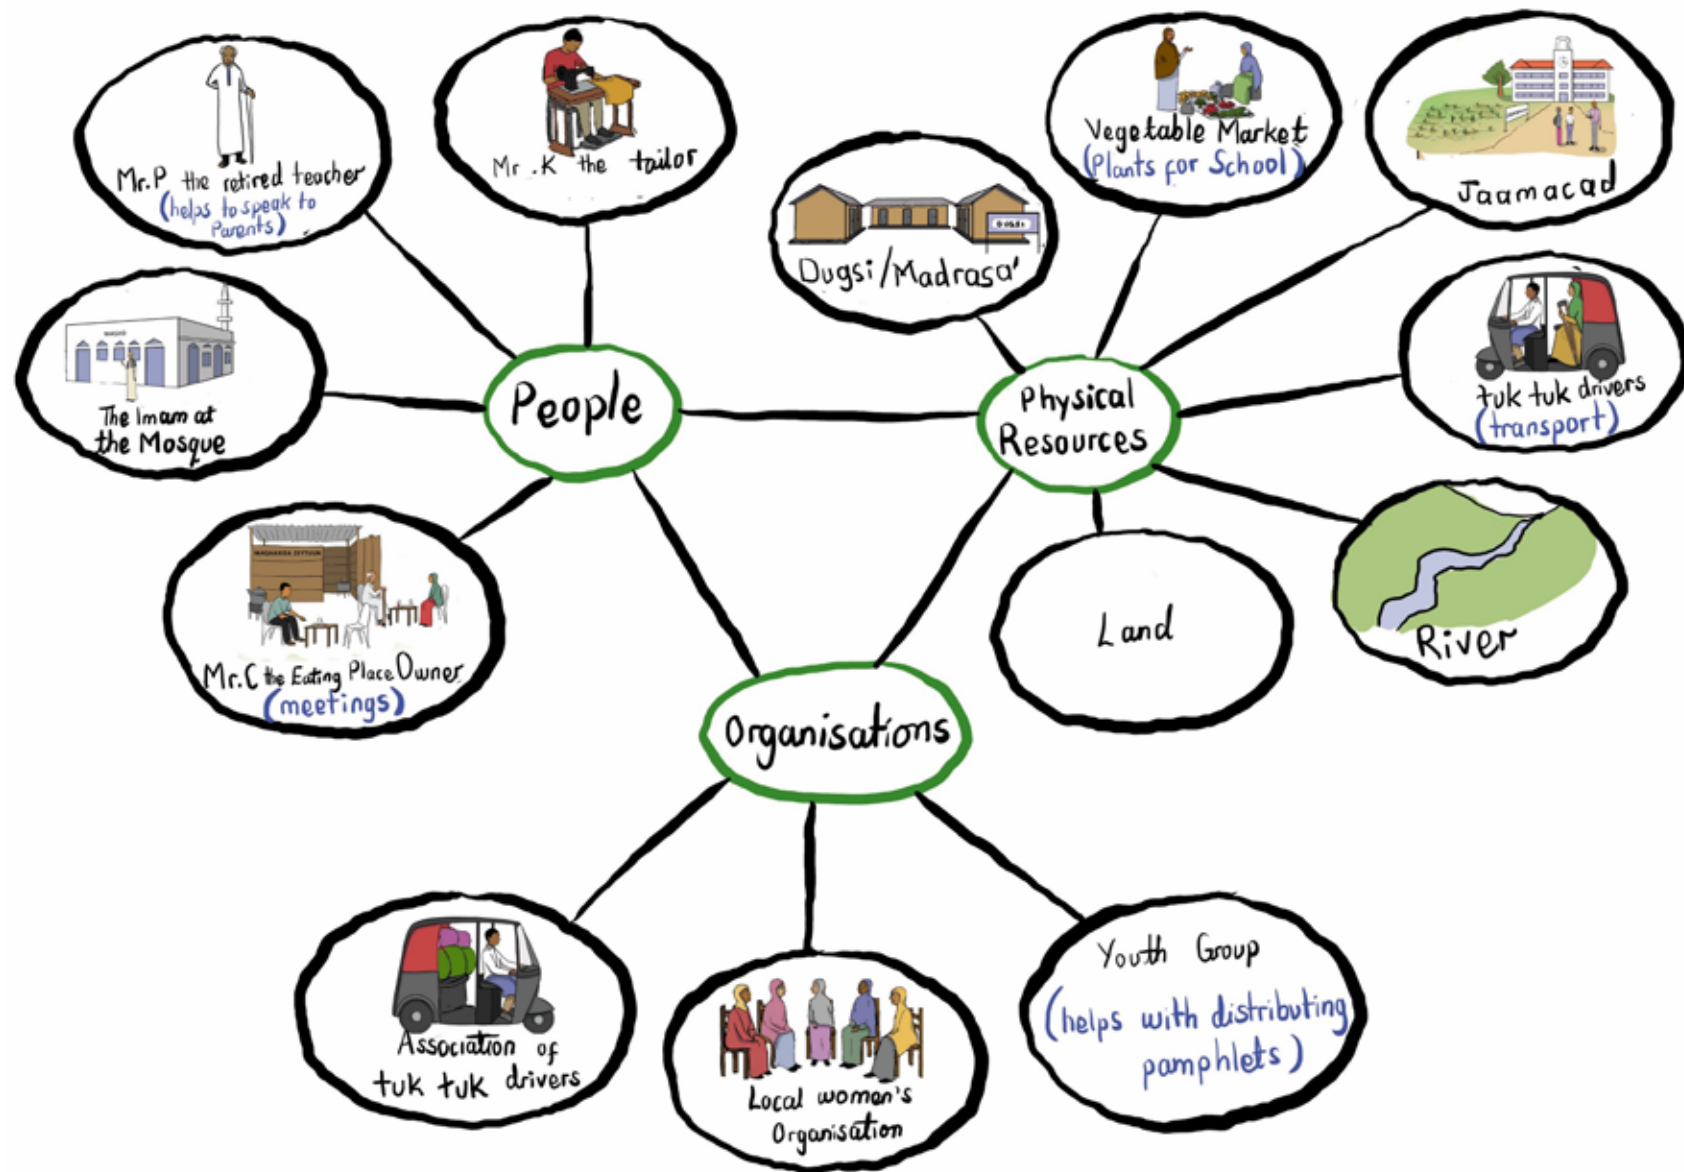 Mr.P the retired teacher
(helps to speak to
Parents)
Mr.K the tailor
The Imam at
the Mosque
MAQAAXIDA ZEYTUUN
Mr.C the Eating Place Owner
(meetings)
People
Dugsi/Madrasa'
Vegetable Market
(Plants for School)
Jaamacad
tuk tuk drivers
(transport)
Physical
Resources
Land
River
Organisations
Association of
tuk tuk drivers
Local women's
Organisation
Youth Group
(helps with distributing
pamphlets)